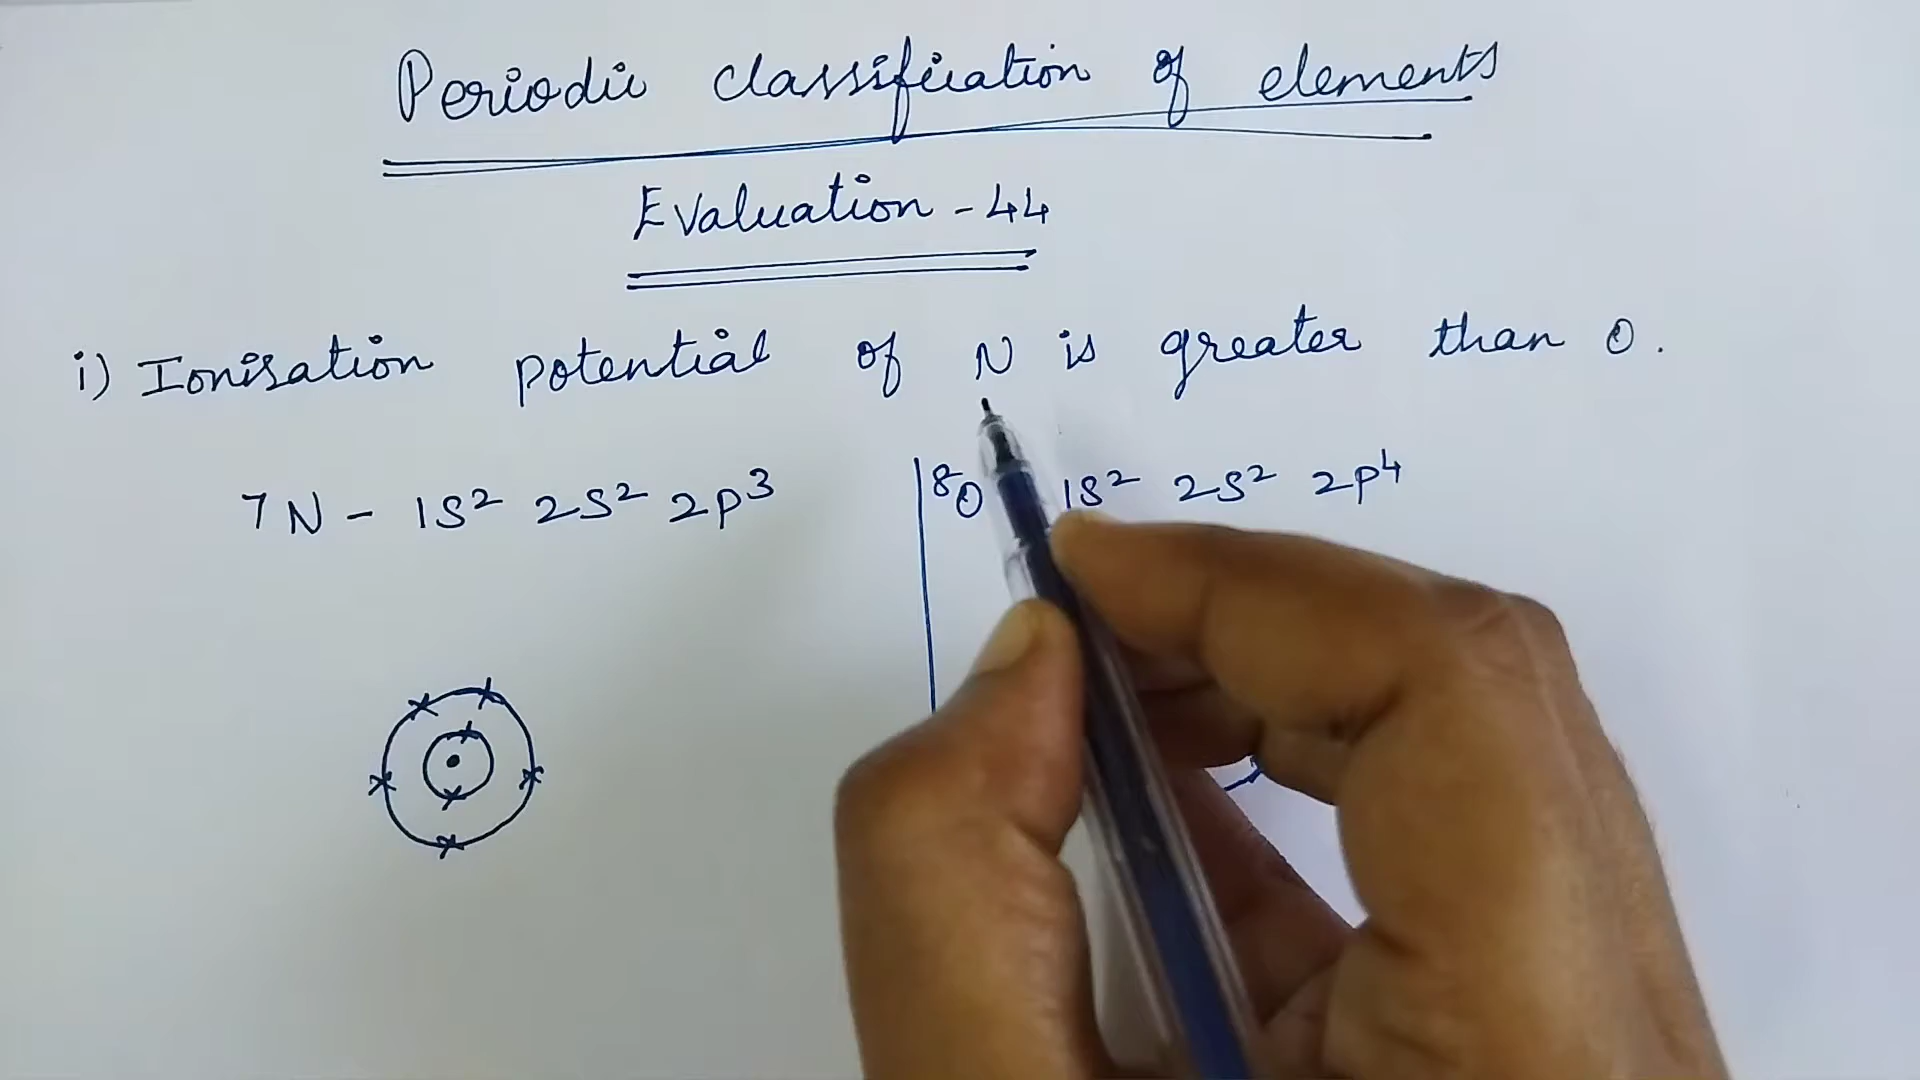 Periodic classification of elements
Evaluation - 44
i) Ionisation potential of N is greater than O.
7N - 1S² 2S² 2P³
8O 1S² 2S² 2P⁴